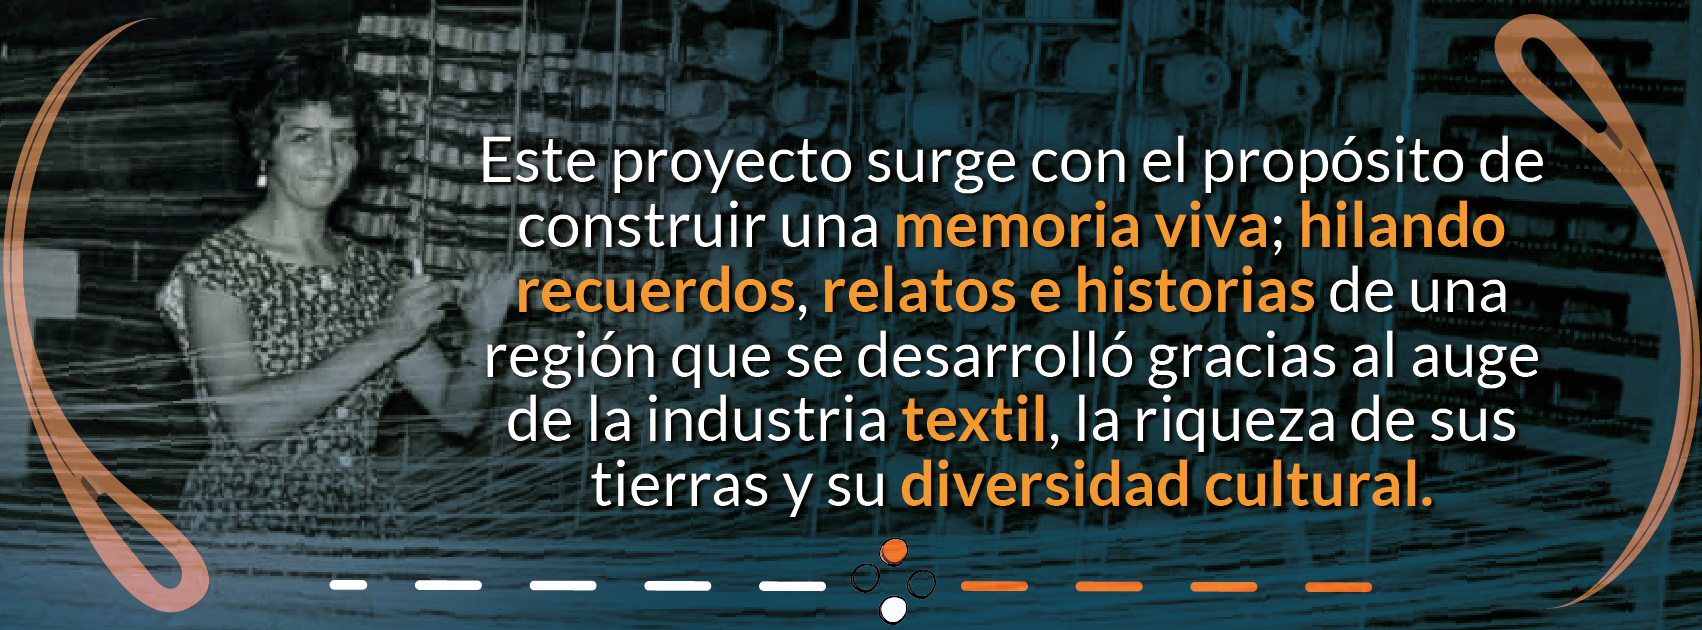 Este proyecto surge con el propósito de
construir una memoria viva; hilando
recuerdos, relatos e historias de una
región que se desarrolló gracias al auge
de la industria textil, la riqueza de sus
tierras y su diversidad cultural.